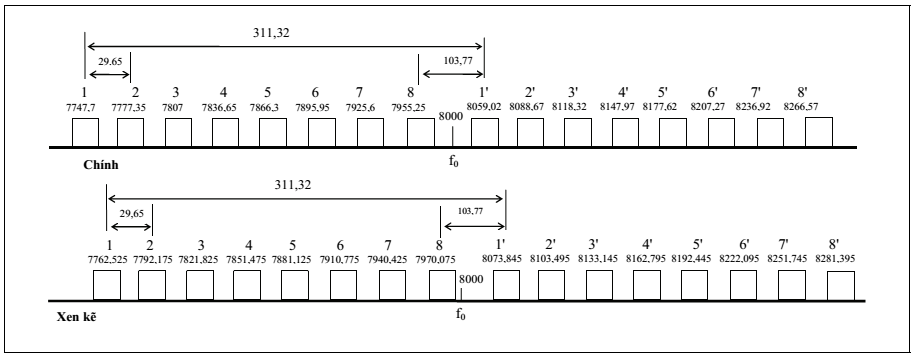 311,32
29.65 103,77
1 2 3 4 5 6 7 8 1' 2' 3' 4' 5' 6' 7' 8'
7747,7 7777,35 7807 7836,65 7866,3 7895,95 7925,6 7955,25 8059,02 8088,67 8118,32 8147,97 8177,62 8207,27 8236,92 8266,57
8000
Chính f0
311,32
29,65 103,77
1 2 3 4 5 6 7 8 1' 2' 3' 4' 5' 6' 7' 8'
7762,525 7792,175 7821,825 7851,475 7881,125 7910,775 7940,425 7970,075 8073,845 8103,495 8133,145 8162,795 8192,445 8222,095 8251,745 8281,395
8000
Xen kẽ f0